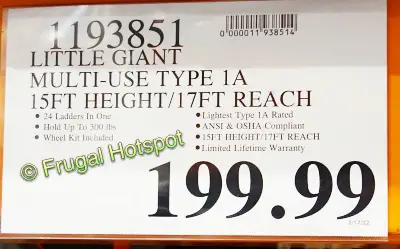 1193851
0 000011 938514
LITTLE GIANT
MULTI-USE TYPE 1A
15FT HEIGHT/17FT REACH
• 24 Ladders In One
• Hold Up To 300 lbs
• Wheel Kit Included
• Lightest Type 1A Rated
• ANSI & OSHA Compliant
• 15FT HEIGHT/17FT REACH
• Limited Lifetime Warranty
© Frugal Hotspot
199.99